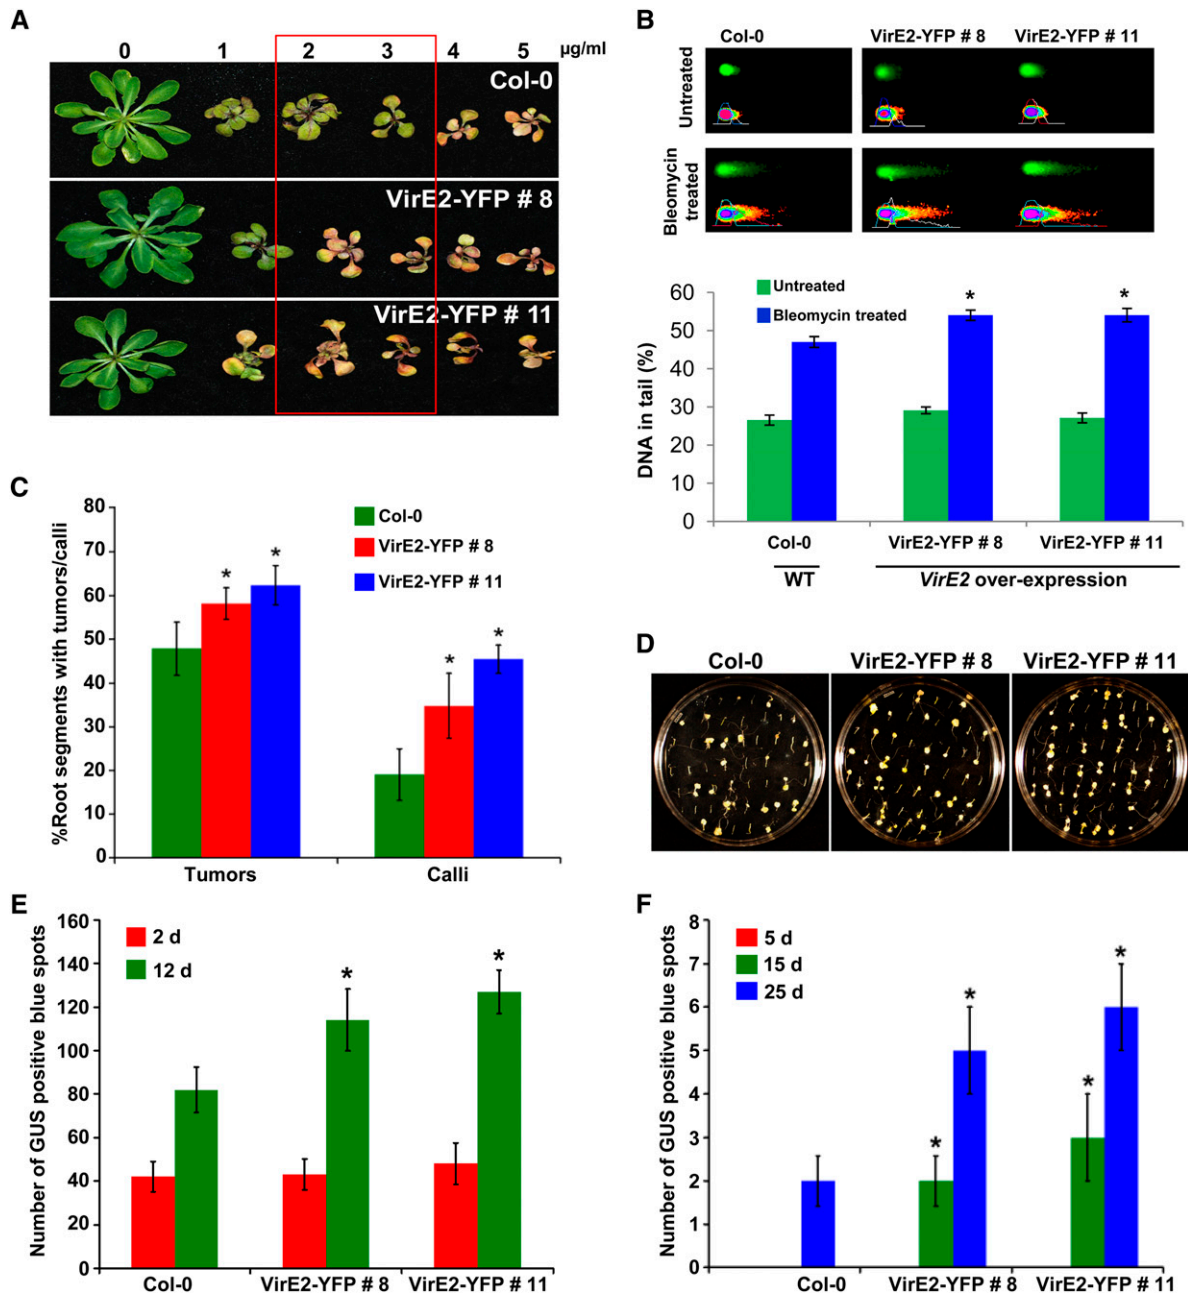 A
0 1 2 3 4 5 µg/ml
Col-0
VirE2-YFP # 8
VirE2-YFP # 11
B
Col-0 VirE2-YFP # 8 VirE2-YFP # 11
Untreated
Bleomycin
treated
Untreated
Bleomycin treated
DNA in tail (%)
60
50
40
30
20
10
0
* *
Col-0 VirE2-YFP # 8 VirE2-YFP # 11
WT VirE2 over-expression
C
%Root segments with tumors/calli
80
70
60
50
40
30
20
10
0
Col-0
VirE2-YFP # 8
VirE2-YFP # 11
* *
* *
Tumors Calli
D
Col-0 VirE2-YFP # 8 VirE2-YFP # 11
E
Number of GUS positive blue spots
160
140
120
100
80
60
40
20
0
2 d
12 d
* *
Col-0 VirE2-YFP # 8 VirE2-YFP # 11
F
Number of GUS positive blue spots
8
7
6
5
4
3
2
1
0
5 d
15 d
25 d
* * * *
Col-0 VirE2-YFP # 8 VirE2-YFP # 11